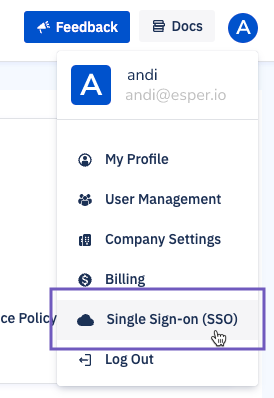 Feedback
Docs
A
A
andi
andi@esper.io
My Profile
User Management
Company Settings
Billing
ce Policy
Single Sign-on (SSO)
Log Out